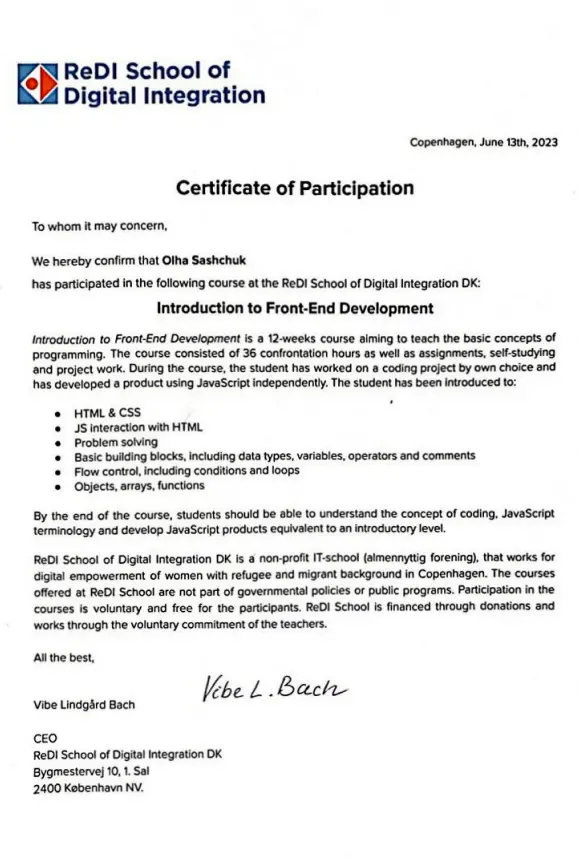 ReDI School of
Digital Integration
Copenhagen, June 13th, 2023
Certificate of Participation
To whom it may concern,
We hereby confirm that Olha Sashchuk
has participated in the following course at the ReDI School of Digital Integration DK:
Introduction to Front-End Development
Introduction to Front-End Development is a 12-weeks course aiming to teach the basic concepts of
programming. The course consisted of 36 confrontation hours as well as assignments, self-studying
and project work. During the course, the student has worked on a coding project by own choice and
has developed a product using JavaScript independently. The student has been introduced to:
• HTML & CSS
• JS interaction with HTML
• Problem solving
• Basic building blocks, including data types, variables, operators and comments
• Flow control, including conditions and loops
• Objects, arrays, functions
By the end of the course, students should be able to understand the concept of coding, JavaScript
terminology and develop JavaScript products equivalent to an introductory level.
ReDI School of Digital Integration DK is a non-profit IT-school (almennyttig forening), that works for
digital empowerment of women with refugee and migrant background in Copenhagen. The courses
offered at ReDI School are not part of governmental policies or public programs. Participation in the
courses is voluntary and free for the participants. ReDI School is financed through donations and
works through the voluntary commitment of the teachers.
All the best,
Vibe L. Bach
Vibe Lindgård Bach
CEO
ReDI School of Digital Integration DK
Bygmestervej 10, 1. Sal
2400 København NV.